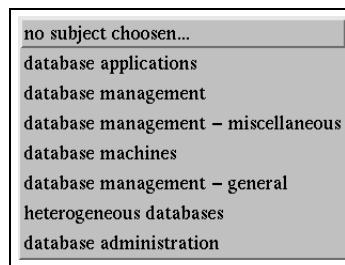 no subject choosen...
database applications
database management
database management – miscellaneous
database machines
database management – general
heterogeneous databases
database administration